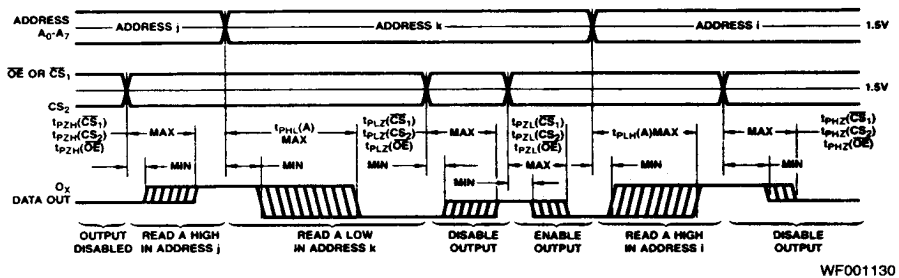 ADDRESS
A0-A7
ADDRESS j
ADDRESS k
ADDRESS i
1.5V
OE OR CS1
CS2
1.5V
tPZH(CS1)
tPZH(CS2)
tPZH(OE)
MAX
MIN
tPHL(A)
MAX
MIN
tPLZ(CS1)
tPLZ(CS2)
tPLZ(OE)
MIN
MAX
MIN
tPZL(CS1)
tPZL(CS2)
tPZL(OE)
MAX
tPLH(A)MAX
MIN
MAX
MIN
tPHZ(CS1)
tPHZ(CS2)
tPHZ(OE)
OX
DATA OUT
OUTPUT
DISABLED
READ A HIGH
IN ADDRESS j
READ A LOW
IN ADDRESS k
DISABLE
OUTPUT
ENABLE
OUTPUT
READ A HIGH
IN ADDRESS i
DISABLE
OUTPUT
WF001130